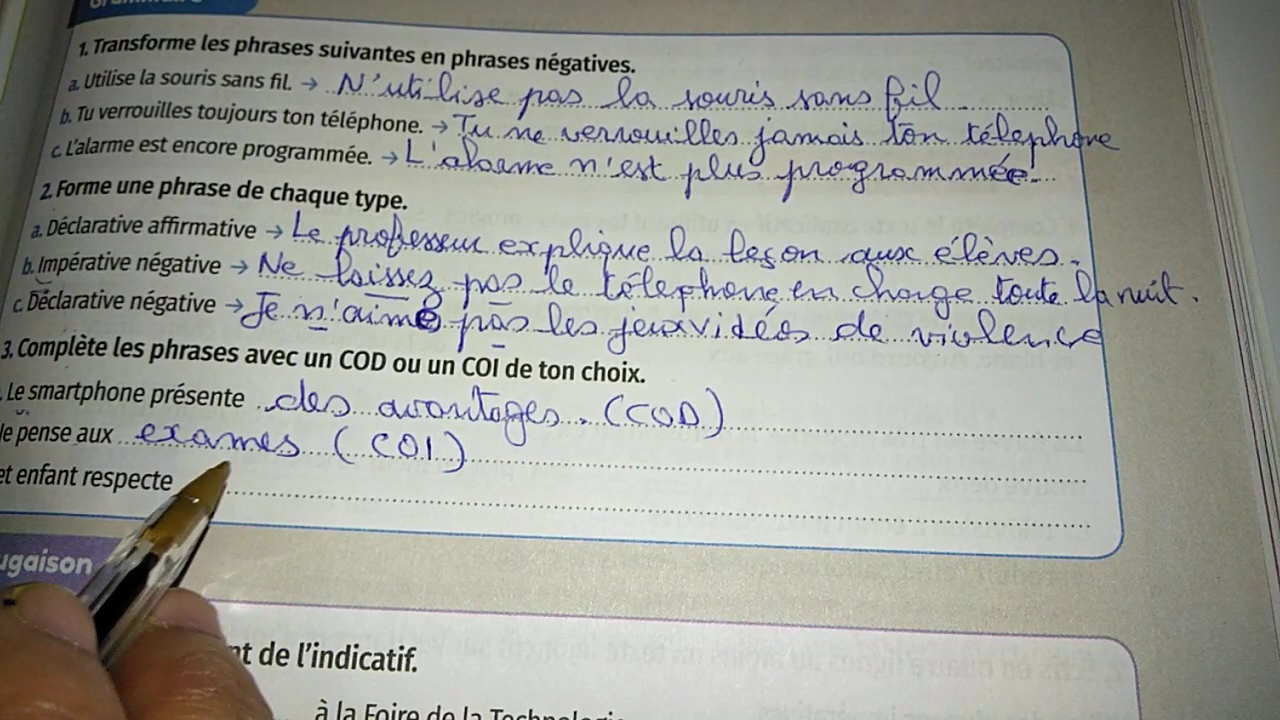 1. Transforme les phrases suivantes en phrases négatives.
a. Utilise la souris sans fil. → N'utilise pas la souris sans fil
b. Tu verrouilles toujours ton téléphone. → Tu ne verrouilles jamais ton téléphone
c. L'alarme est encore programmée. → L'alarme n'est plus programmée.
2. Forme une phrase de chaque type.
a. Déclarative affirmative → Le professeur explique la leçon aux élèves.
b. Impérative négative → Ne laissez pas le téléphone en charge toute la nuit.
c. Déclarative négative → Je n'aime pas les jeux vidéos de violence
3. Complète les phrases avec un COD ou un COI de ton choix.
Le smartphone présente des avantages. (COD)
Je pense aux exames (COI)
et enfant respecte
ugaison
nt de l'indicatif.
à la Foire de la Technologie